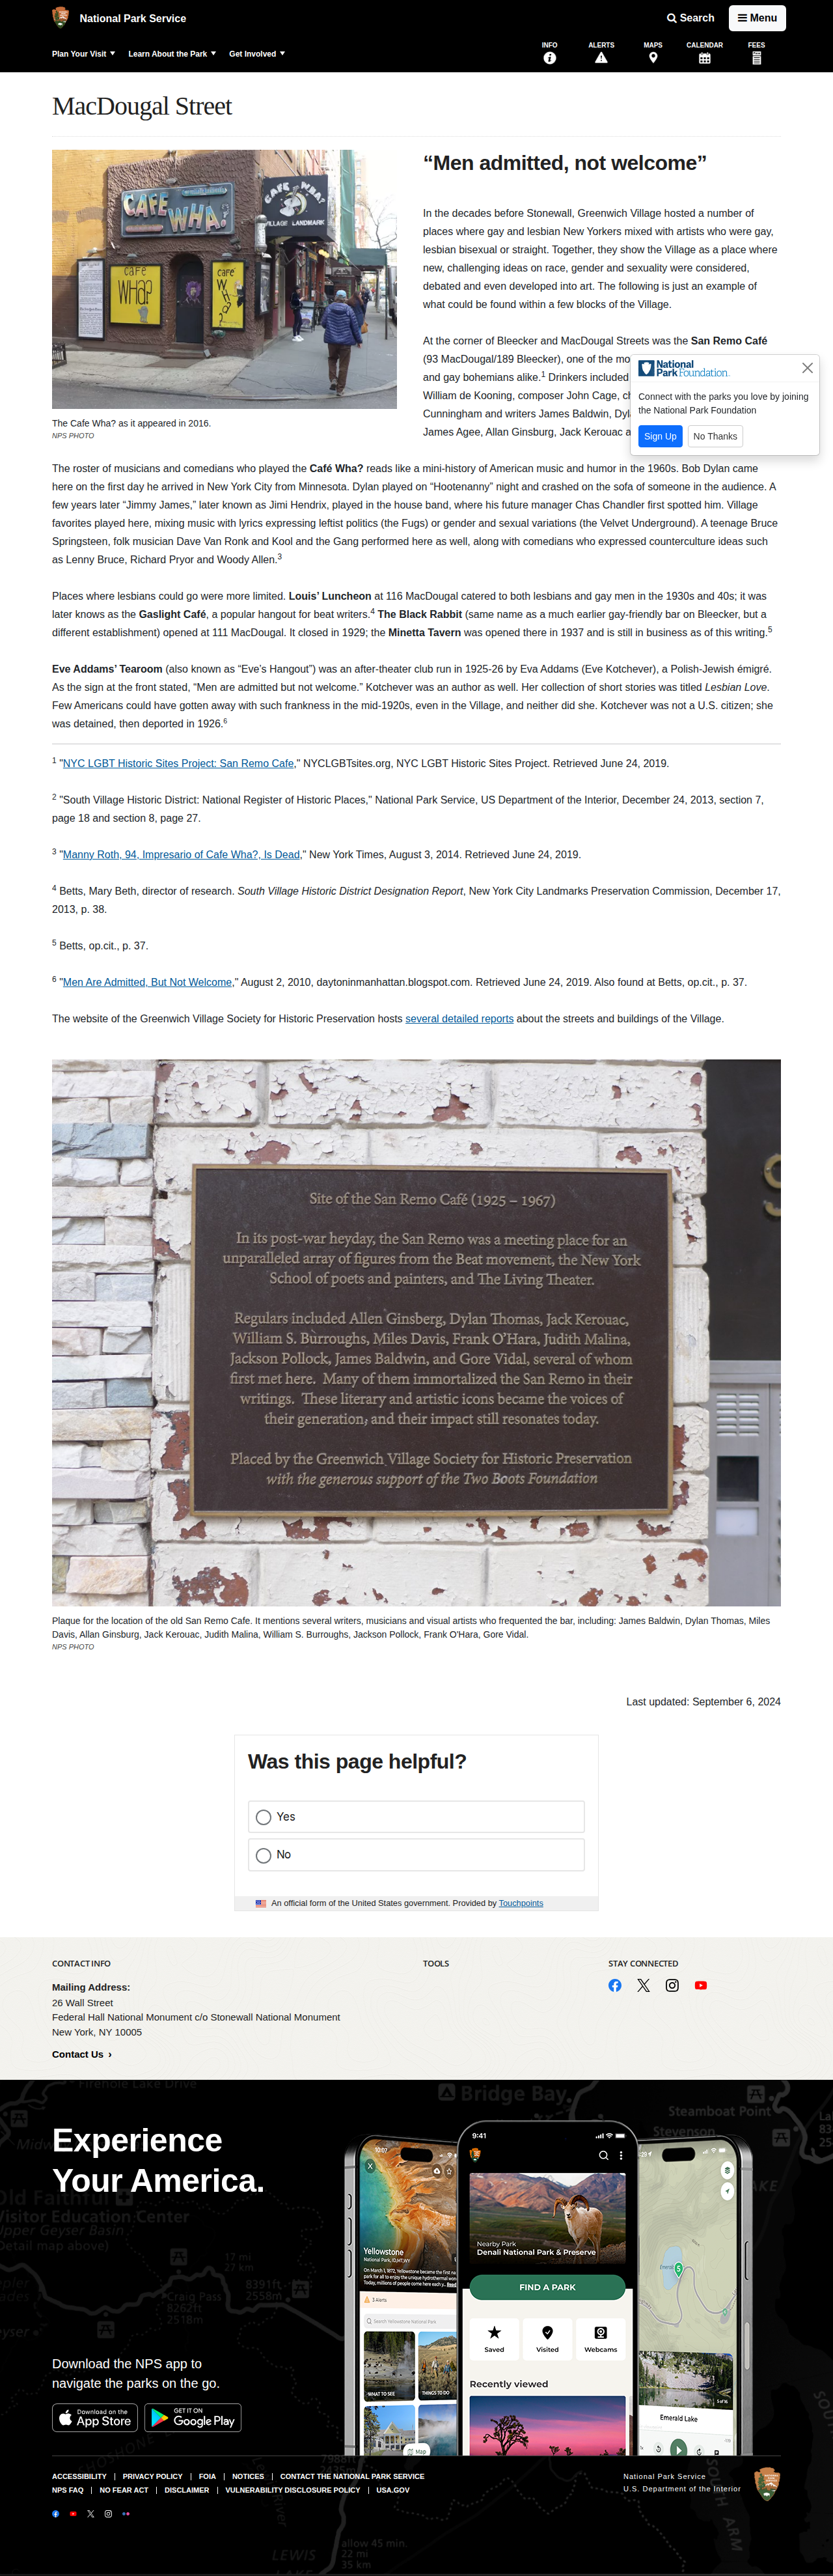 National Park Service
Search
Menu
Plan Your Visit
Learn About the Park
Get Involved
INFO
ALERTS
MAPS
CALENDAR
FEES
MacDougal Street
CAFE WHA?
CAFE WHA?
VILLAGE LANDMARK
cafe WHA?
The Cafe Wha? as it appeared in 2016.
NPS PHOTO
“Men admitted, not welcome”
In the decades before Stonewall, Greenwich Village hosted a number of
places where gay and lesbian New Yorkers mixed with artists who were gay,
lesbian bisexual or straight. Together, they show the Village as a place where
new, challenging ideas on race, gender and sexuality were considered,
debated and even developed into art. The following is just an example of
what could be found within a few blocks of the Village.
At the corner of Bleecker and MacDougal Streets was the San Remo Café
(93 MacDougal/189 Bleecker), one of the mo
and gay bohemians alike.1 Drinkers included
William de Kooning, composer John Cage, ch
Cunningham and writers James Baldwin, Dyl
James Agee, Allan Ginsburg, Jack Kerouac a
National Park Foundation
Connect with the parks you love by joining
the National Park Foundation
Sign Up
No Thanks
The roster of musicians and comedians who played the Café Wha? reads like a mini-history of American music and humor in the 1960s. Bob Dylan came
here on the first day he arrived in New York City from Minnesota. Dylan played on “Hootenanny” night and crashed on the sofa of someone in the audience. A
few years later “Jimmy James,” later known as Jimi Hendrix, played in the house band, where his future manager Chas Chandler first spotted him. Village
favorites played here, mixing music with lyrics expressing leftist politics (the Fugs) or gender and sexual variations (the Velvet Underground). A teenage Bruce
Springsteen, folk musician Dave Van Ronk and Kool and the Gang performed here as well, along with comedians who expressed counterculture ideas such
as Lenny Bruce, Richard Pryor and Woody Allen.3
Places where lesbians could go were more limited. Louis’ Luncheon at 116 MacDougal catered to both lesbians and gay men in the 1930s and 40s; it was
later knows as the Gaslight Café, a popular hangout for beat writers.4 The Black Rabbit (same name as a much earlier gay-friendly bar on Bleecker, but a
different establishment) opened at 111 MacDougal. It closed in 1929; the Minetta Tavern was opened there in 1937 and is still in business as of this writing.5
Eve Addams’ Tearoom (also known as “Eve’s Hangout”) was an after-theater club run in 1925-26 by Eva Addams (Eve Kotchever), a Polish-Jewish émigré.
As the sign at the front stated, “Men are admitted but not welcome.” Kotchever was an author as well. Her collection of short stories was titled Lesbian Love.
Few Americans could have gotten away with such frankness in the mid-1920s, even in the Village, and neither did she. Kotchever was not a U.S. citizen; she
was detained, then deported in 1926.6
1 "NYC LGBT Historic Sites Project: San Remo Cafe," NYCLGBTsites.org, NYC LGBT Historic Sites Project. Retrieved June 24, 2019.
2 "South Village Historic District: National Register of Historic Places," National Park Service, US Department of the Interior, December 24, 2013, section 7,
page 18 and section 8, page 27.
3 "Manny Roth, 94, Impresario of Cafe Wha?, Is Dead," New York Times, August 3, 2014. Retrieved June 24, 2019.
4 Betts, Mary Beth, director of research. South Village Historic District Designation Report, New York City Landmarks Preservation Commission, December 17,
2013, p. 38.
5 Betts, op.cit., p. 37.
6 "Men Are Admitted, But Not Welcome," August 2, 2010, daytoninmanhattan.blogspot.com. Retrieved June 24, 2019. Also found at Betts, op.cit., p. 37.
The website of the Greenwich Village Society for Historic Preservation hosts several detailed reports about the streets and buildings of the Village.
Site of the San Remo Café (1925 – 1967)
In its post-war heyday, the San Remo was a meeting place for an
unparalleled array of figures from the Beat movement, the New York
School of poets and painters, and The Living Theater.
Regulars included Allen Ginsberg, Dylan Thomas, Jack Kerouac,
William S. Burroughs, Miles Davis, Frank O'Hara, Judith Malina,
Jackson Pollock, James Baldwin, and Gore Vidal, several of whom
first met here. Many of them immortalized the San Remo in their
writings. These literary and artistic icons became the voices of
their generation, and their impact still resonates today.
Placed by the Greenwich Village Society for Historic Preservation
with the generous support of the Two Boots Foundation
Plaque for the location of the old San Remo Cafe. It mentions several writers, musicians and visual artists who frequented the bar, including: James Baldwin, Dylan Thomas, Miles
Davis, Allan Ginsburg, Jack Kerouac, Judith Malina, William S. Burroughs, Jackson Pollock, Frank O'Hara, Gore Vidal.
NPS PHOTO
Last updated: September 6, 2024
Was this page helpful?
Yes
No
An official form of the United States government. Provided by Touchpoints
CONTACT INFO
Mailing Address:
26 Wall Street
Federal Hall National Monument c/o Stonewall National Monument
New York, NY 10005
Contact Us ›
TOOLS
STAY CONNECTED
Experience
Your America.
Bridge Bay
Steamboat Point
Stevenson
9:41
Yellowstone
National Park, ID,MT,WY
Nearby Park
Denali National Park & Preserve
FIND A PARK
Saved
Visited
Webcams
Recently viewed
3 Alerts
WHAT TO SEE
THINGS TO DO
Map
Emerald Lake
Download the NPS app to
navigate the parks on the go.
Download on the
App Store
GET IT ON
Google Play
ACCESSIBILITY
PRIVACY POLICY
FOIA
NOTICES
CONTACT THE NATIONAL PARK SERVICE
NPS FAQ
NO FEAR ACT
DISCLAIMER
VULNERABILITY DISCLOSURE POLICY
USA.GOV
National Park Service
U.S. Department of the Interior
LEWIS
allow 45 min.
22 mi
35 km